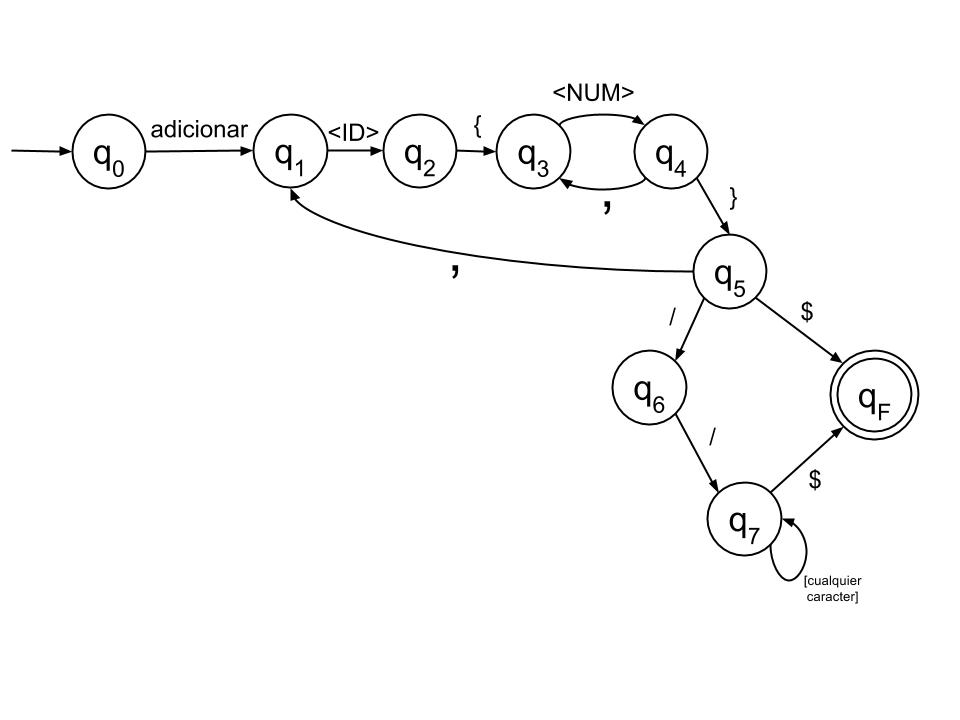 <NUM>
adicionar
<ID>
{
q0
q1
q2
q3
q4
,
}
,
q5
/
$
q6
qF
/
$
q7
[cualquier
caracter]